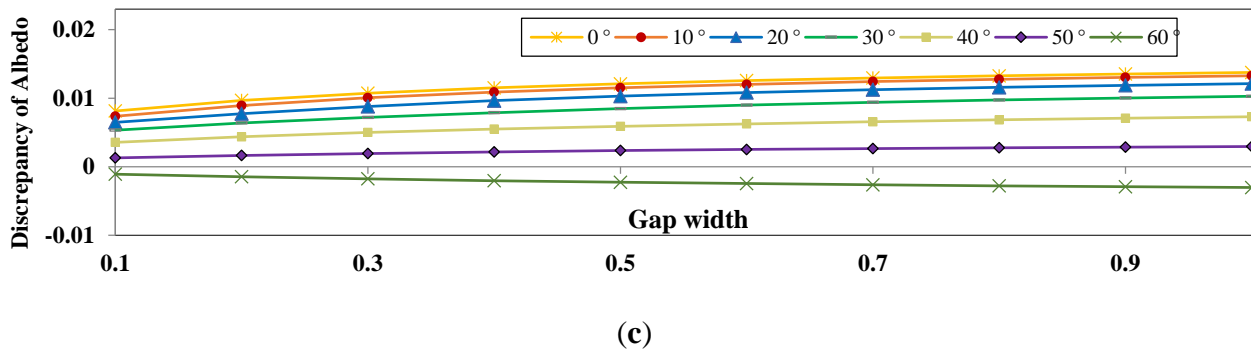 Discrepancy of Albedo
0.02
0.01
0
-0.01
0 ° 10 ° 20 ° 30 ° 40 ° 50 ° 60 °
Gap width
0.1 0.3 0.5 0.7 0.9
(c)